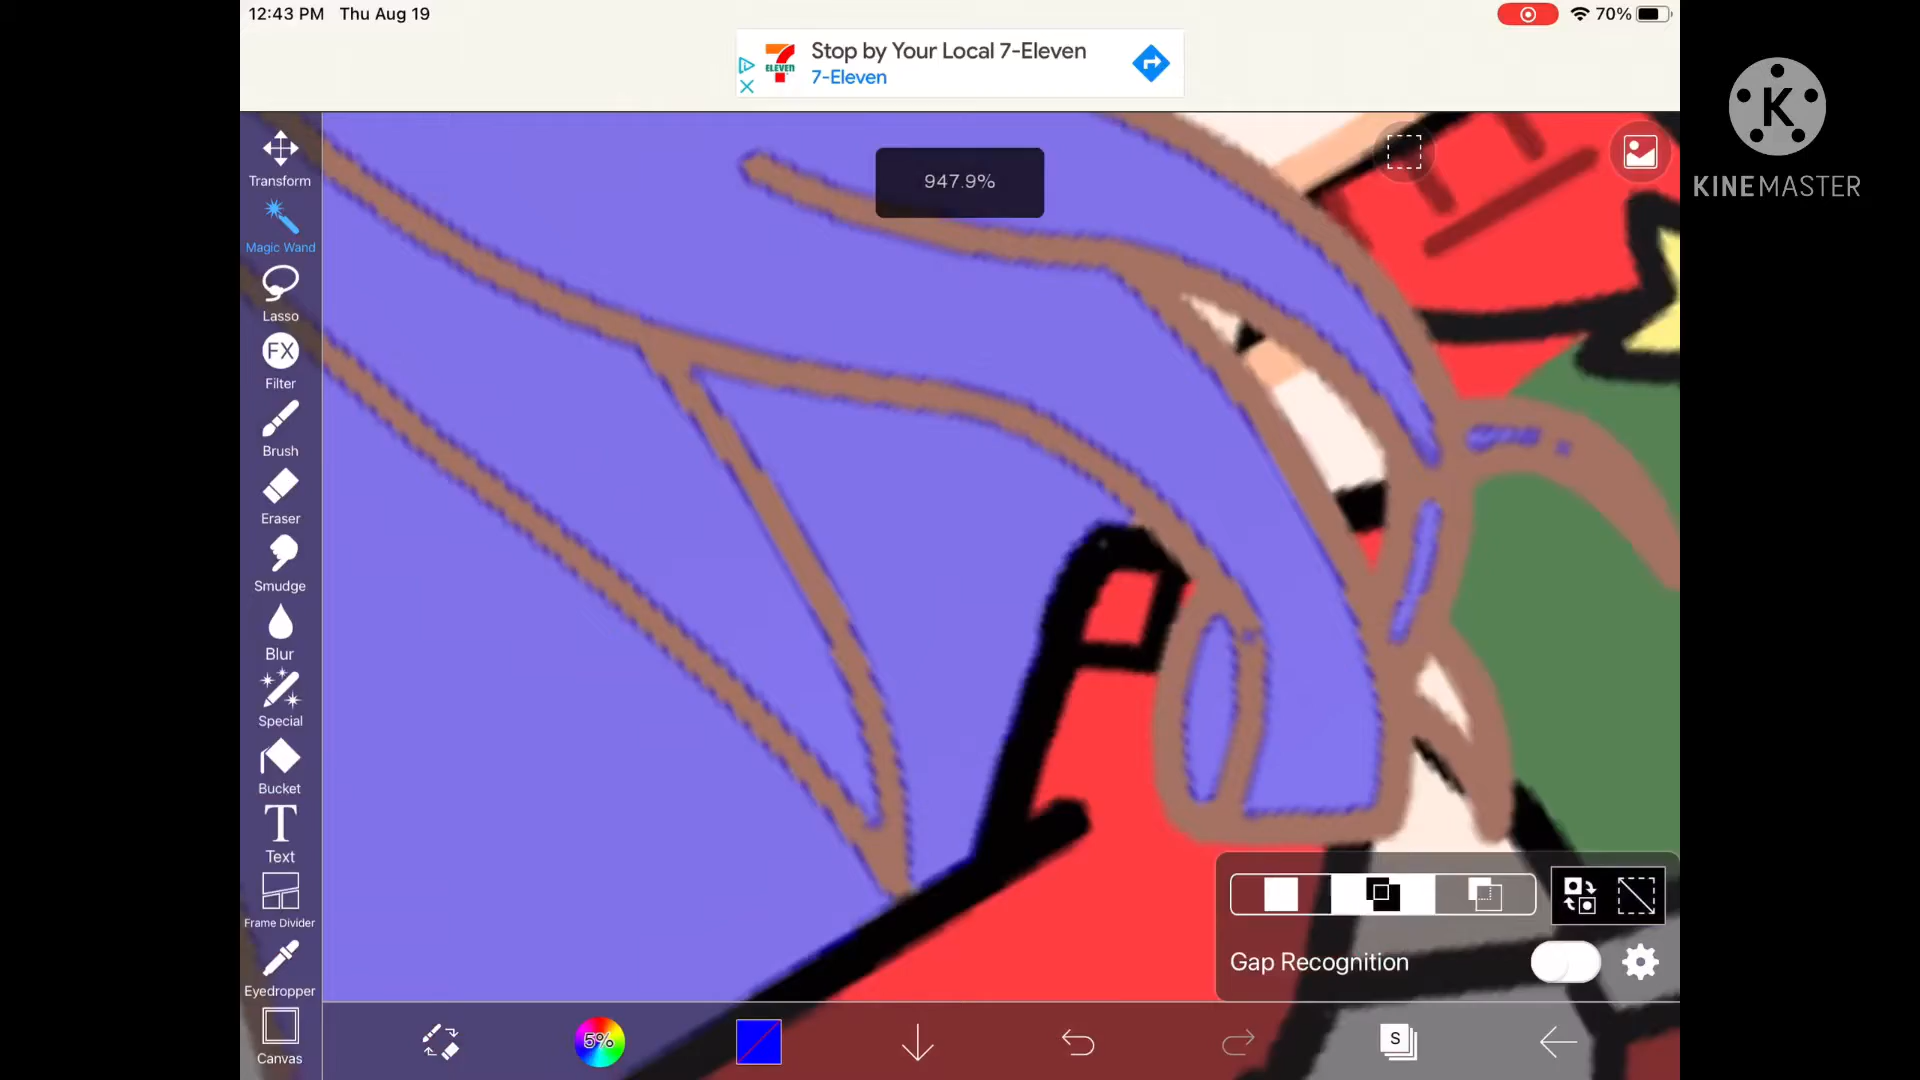 12:43 PM Thu Aug 19
70%
Stop by Your Local 7-Eleven
7-Eleven
7
ELEVEN
K
KINEMASTER
947.9%
Transform
Magic Wand
Lasso
FX
Filter
Brush
Eraser
Smudge
Blur
Special
Bucket
T
Text
Frame Divider
Eyedropper
Canvas
Gap Recognition
5%
S